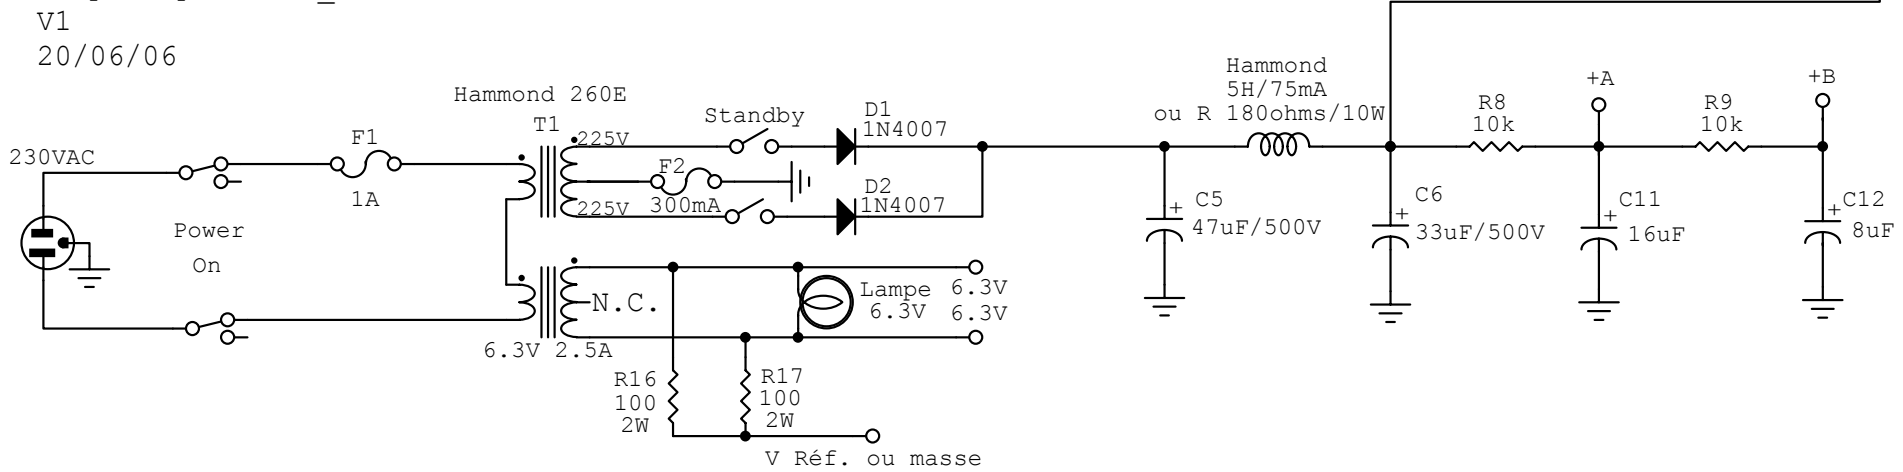 V1
20/06/06
Hammond 260E
T1
F1
1A
230VAC
Power
On
225V
225V
Standby
F2
300mA
D1
1N4007
D2
1N4007
Hammond
5H/75mA
ou R 180ohms/10W
+A
+B
R8
10k
R9
10k
+
C5
47uF/500V
+
C6
33uF/500V
+
C11
16uF
+
C12
8uF
N.C.
Lampe
6.3V
6.3V
6.3V
6.3V 2.5A
R16
100
2W
R17
100
2W
V Réf. ou masse